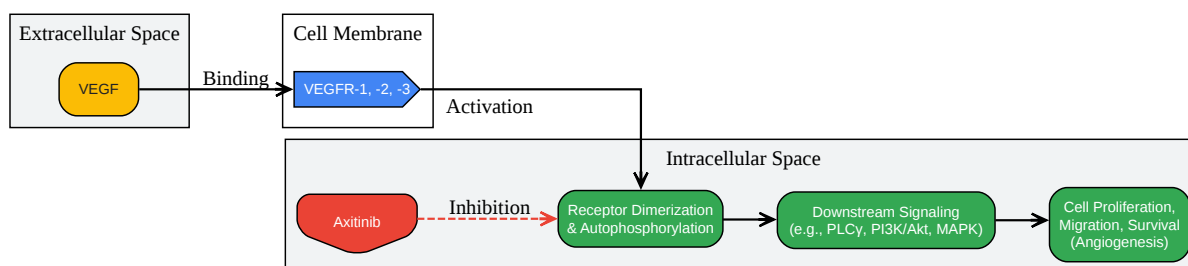 Extracellular Space
Cell Membrane
VEGF
Binding
VEGFR-1, -2, -3
Activation
Intracellular Space
Axitinib
Inhibition
Receptor Dimerization
& Autophosphorylation
Downstream Signaling
(e.g., PLCγ, PI3K/Akt, MAPK)
Cell Proliferation,
Migration, Survival
(Angiogenesis)